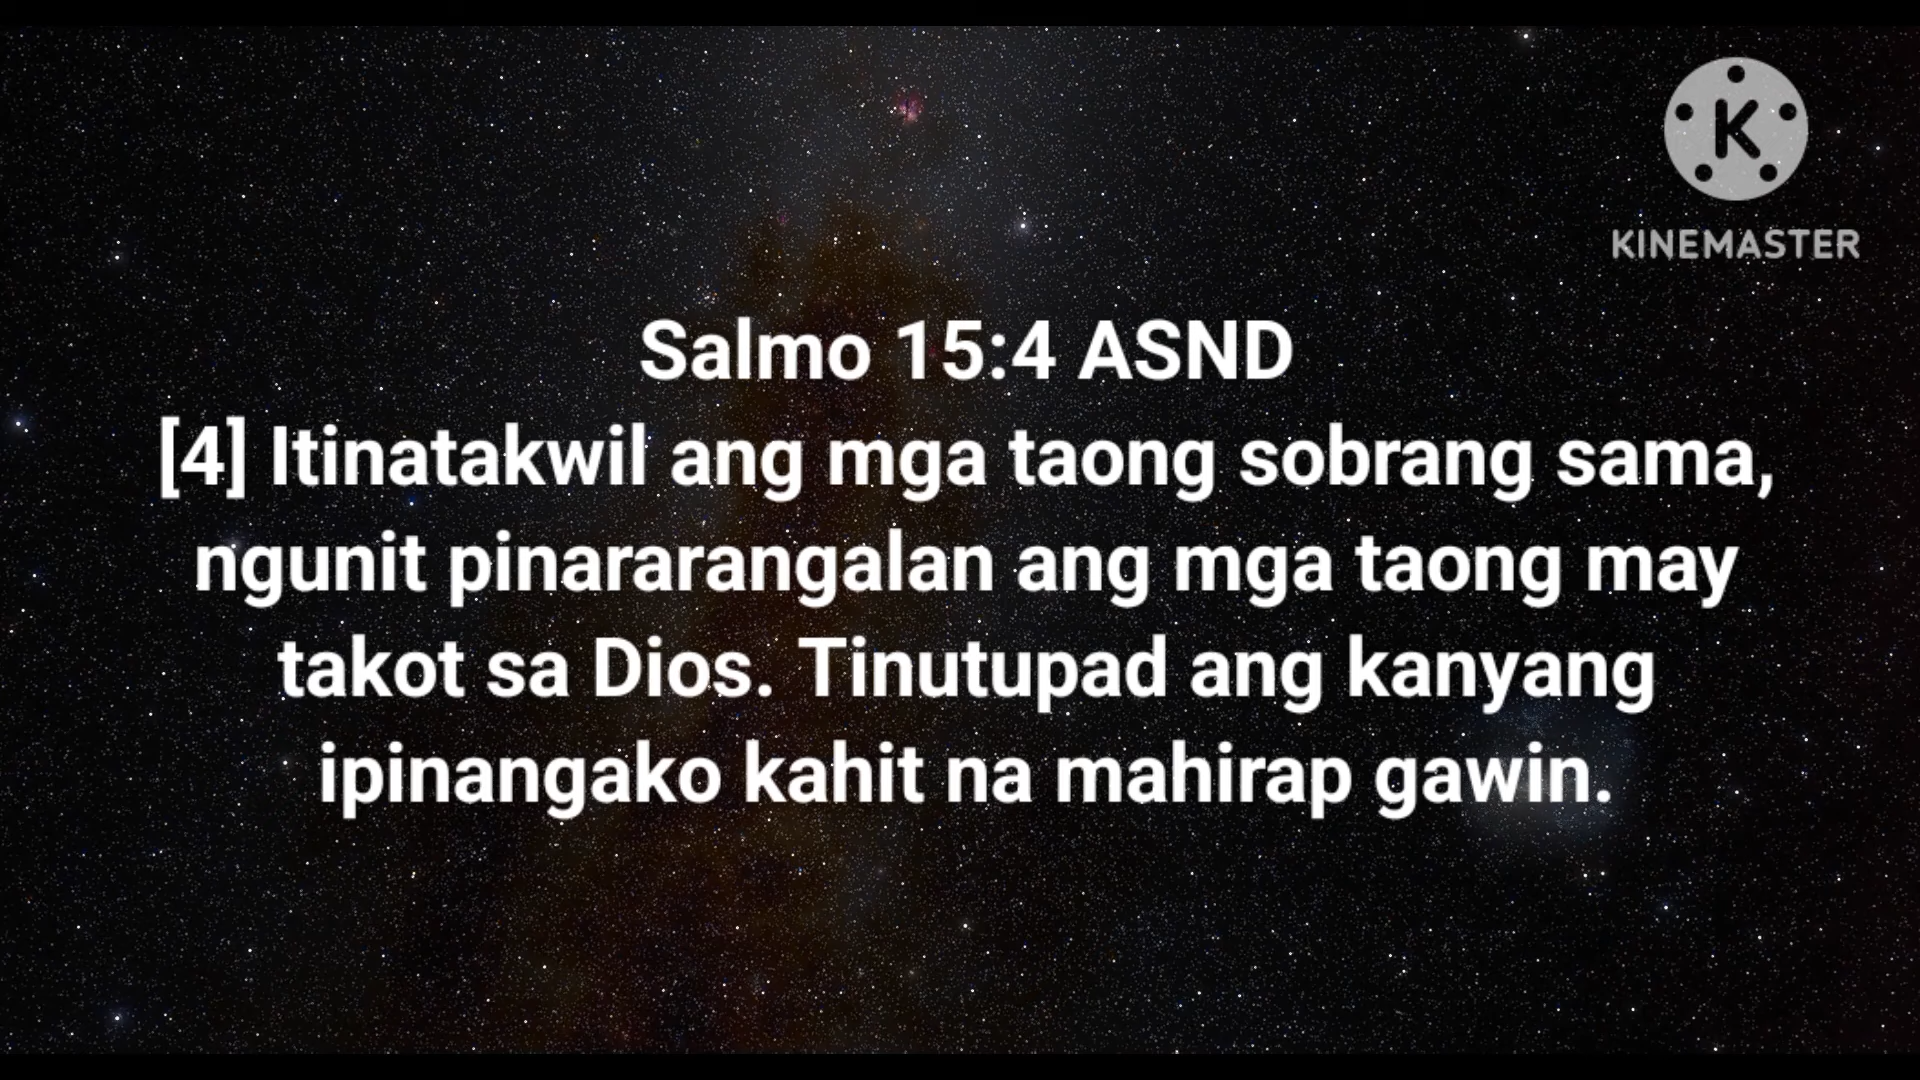 KINEMASTER
Salmo 15:4 ASND
[4] Itinatakwil ang mga taong sobrang sama,
ngunit pinararangalan ang mga taong may
takot sa Dios. Tinutupad ang kanyang
ipinangako kahit na mahirap gawin.